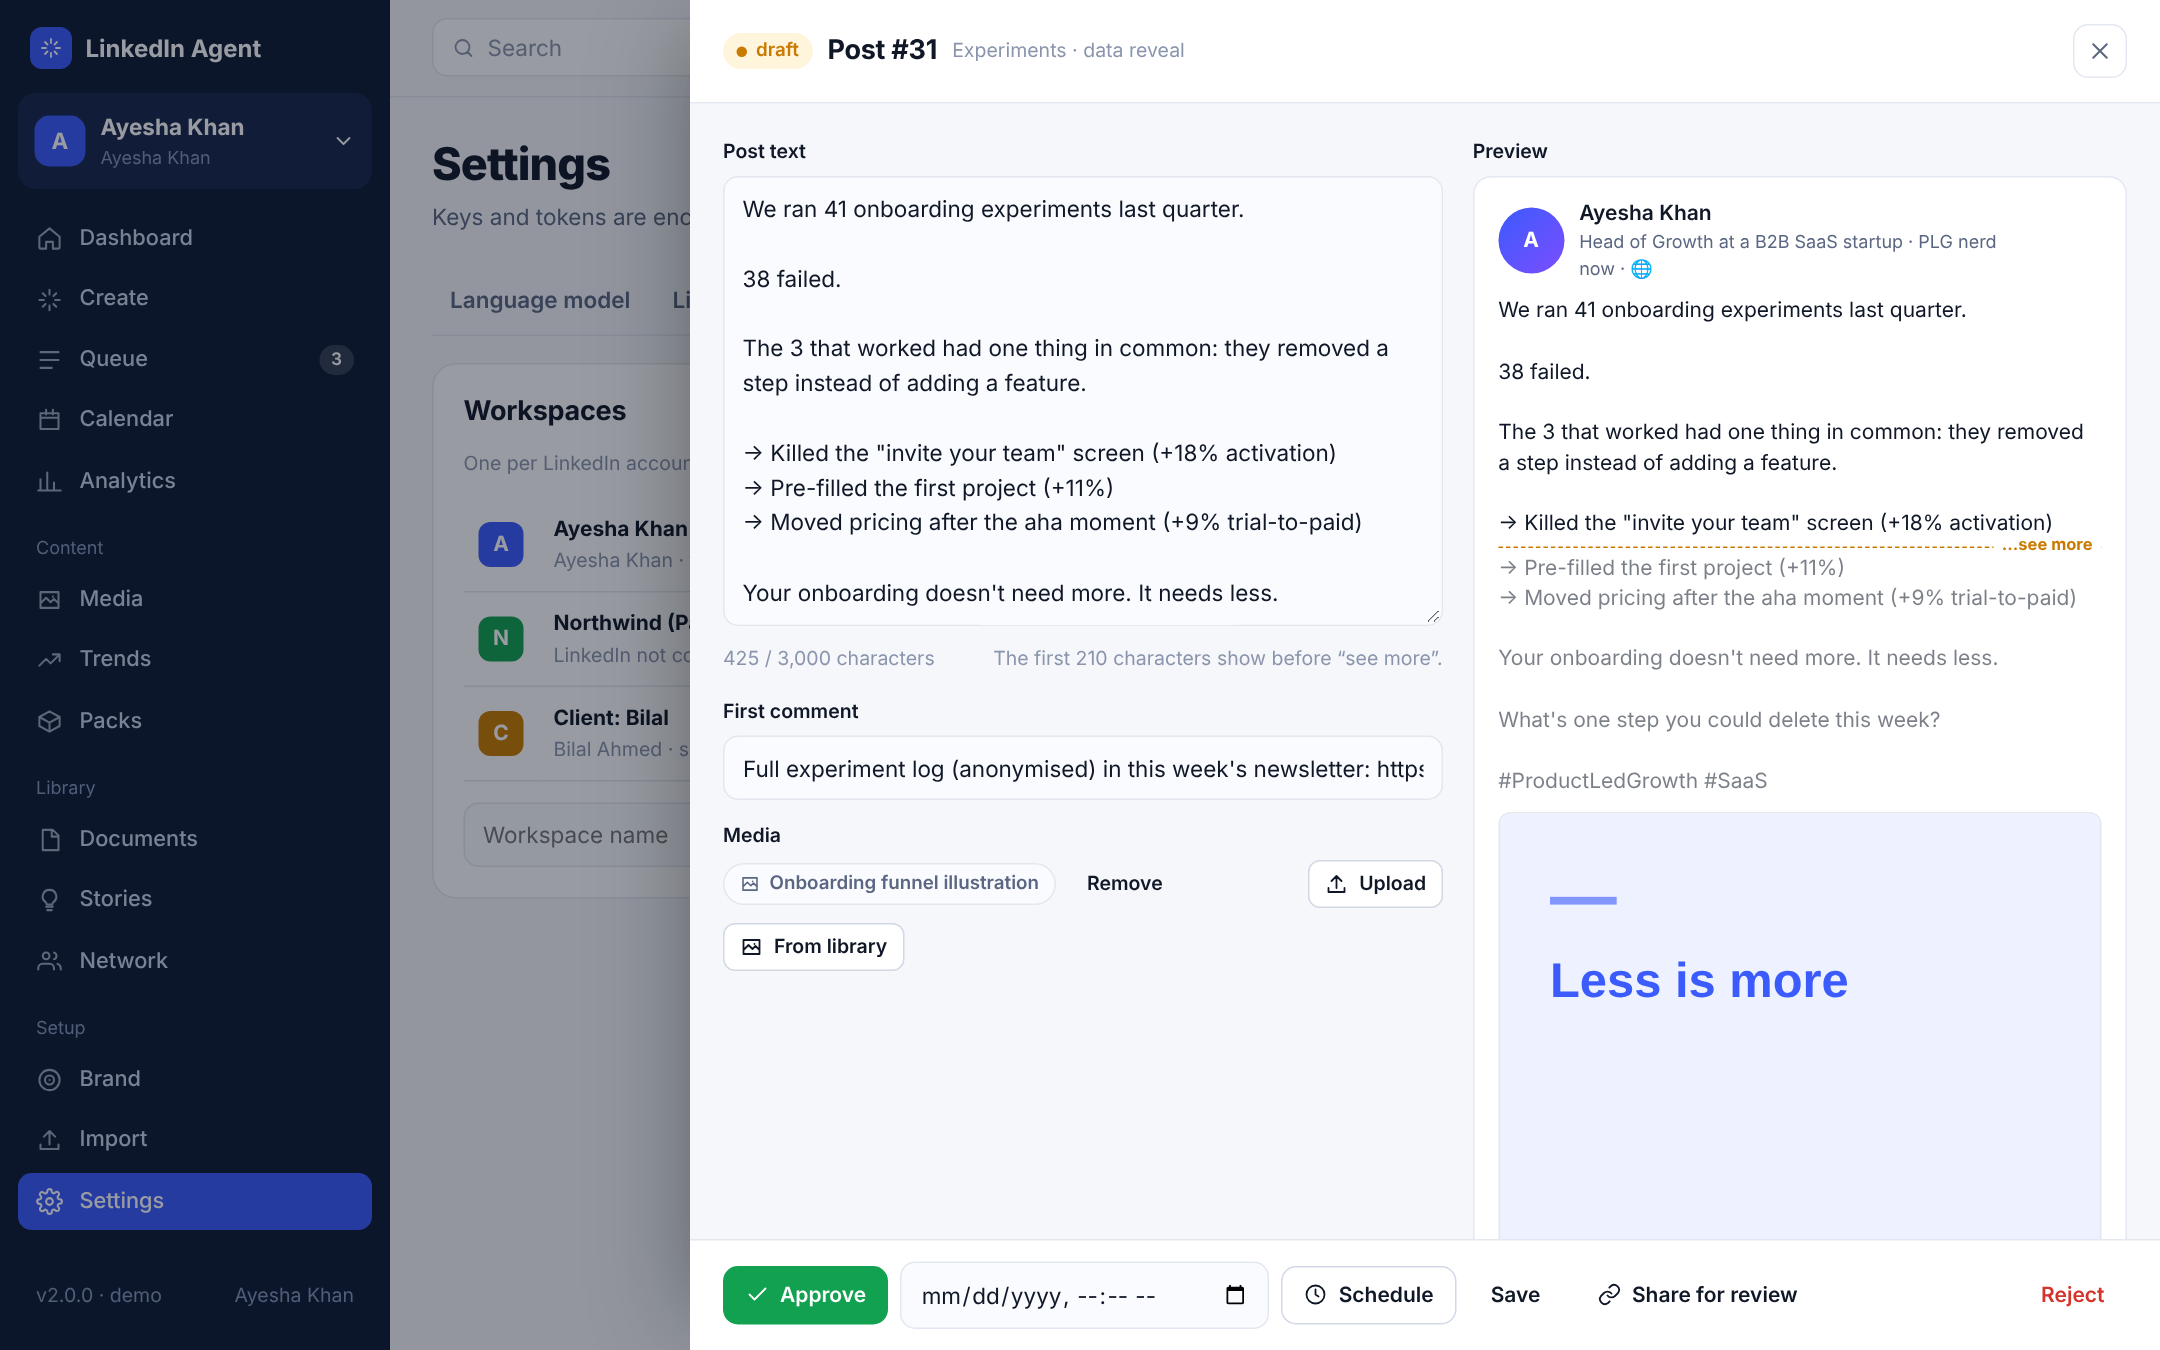 LinkedIn Agent
A
Ayesha Khan
Ayesha Khan
Dashboard
Create
Queue
3
Calendar
Analytics
Content
Media
Trends
Packs
Library
Documents
Stories
Network
Setup
Brand
Import
Settings
v2.0.0 · demo
Ayesha Khan
Search
Settings
Keys and tokens are enc
Language model
Li
Workspaces
One per LinkedIn accoun
A
Ayesha Khan
Ayesha Khan ·
N
Northwind (Pa
LinkedIn not co
C
Client: Bilal
Bilal Ahmed · s
Workspace name
draft
Post #31
Experiments · data reveal
Post text
We ran 41 onboarding experiments last quarter.
38 failed.
The 3 that worked had one thing in common: they removed a
step instead of adding a feature.
→ Killed the "invite your team" screen (+18% activation)
→ Pre-filled the first project (+11%)
→ Moved pricing after the aha moment (+9% trial-to-paid)
Your onboarding doesn't need more. It needs less.
425 / 3,000 characters
The first 210 characters show before “see more”.
First comment
Full experiment log (anonymised) in this week's newsletter: https
Media
Onboarding funnel illustration
Remove
Upload
From library
Preview
A
Ayesha Khan
Head of Growth at a B2B SaaS startup · PLG nerd
now · 🌐
We ran 41 onboarding experiments last quarter.
38 failed.
The 3 that worked had one thing in common: they removed
a step instead of adding a feature.
→ Killed the "invite your team" screen (+18% activation)
...see more
→ Pre-filled the first project (+11%)
→ Moved pricing after the aha moment (+9% trial-to-paid)
Your onboarding doesn't need more. It needs less.
What's one step you could delete this week?
#ProductLedGrowth #SaaS
Less is more
Approve
mm/dd/yyyy, --:-- --
Schedule
Save
Share for review
Reject